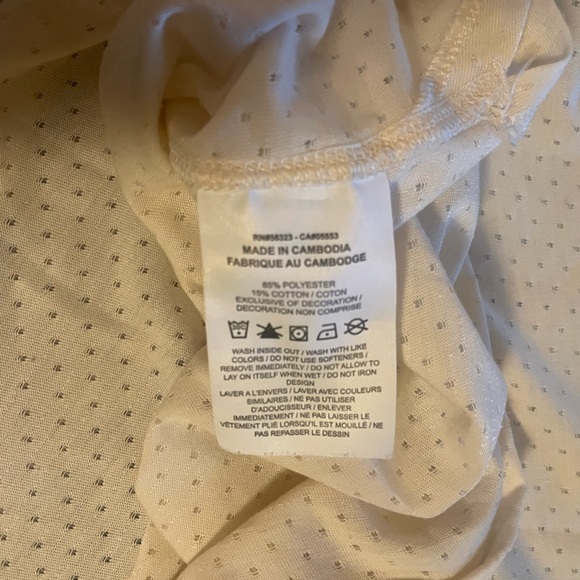 RN#56323 - CA#05553
MADE IN CAMBODIA
FABRIQUE AU CAMBODGE
85% POLYESTER
15% COTTON / COTON
EXCLUSIVE OF DECORATION /
DECORATION NON COMPRISE
WASH INSIDE OUT / WASH WITH LIKE
COLORS / DO NOT USE SOFTENERS /
REMOVE IMMEDIATELY / DO NOT ALLOW TO
LAY ON ITSELF WHEN WET / DO NOT IRON
DESIGN
LAVER A L'ENVERS / LAVER AVEC COULEURS
SIMILAIRES / NE PAS UTILISER
D'ADOUCISSEUR / ENLEVER
IMMEDIATEMENT / NE PAS LAISSER LE
VÊTEMENT PLIÉ LORSQU'IL EST MOUILLÉ / NE
PAS REPASSER LE DESSIN